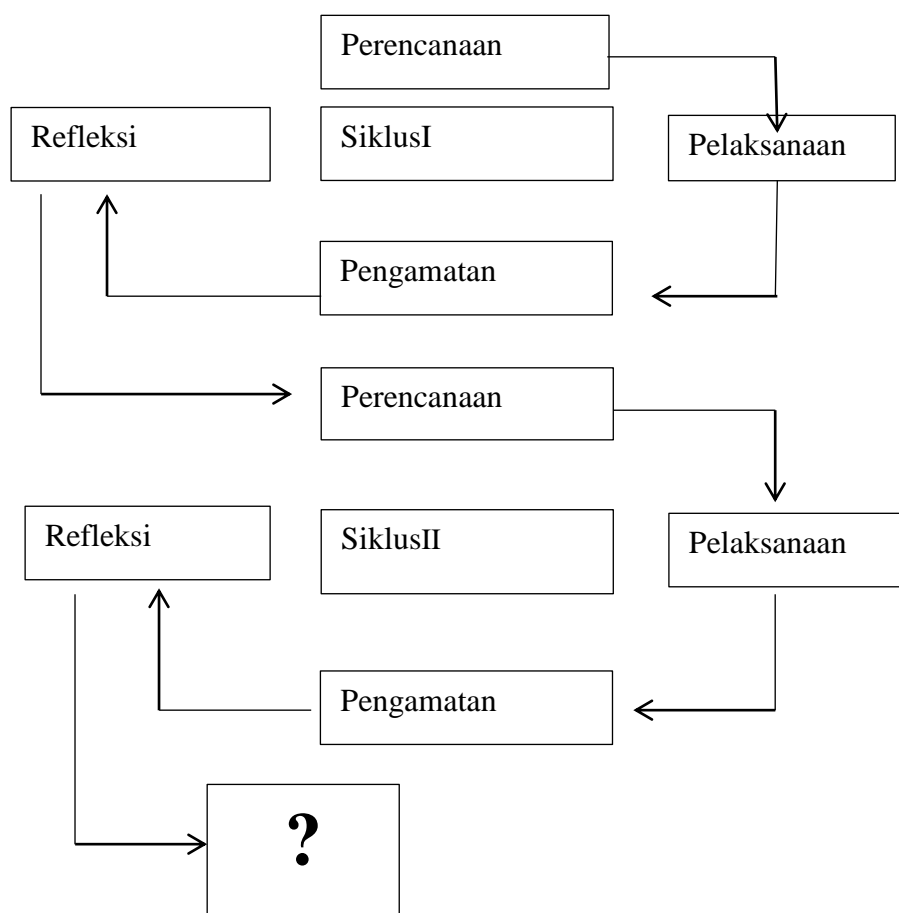 Perencanaan
Refleksi
SiklusI
Pelaksanaan
Pengamatan
Perencanaan
Refleksi
SiklusII
Pelaksanaan
Pengamatan
?